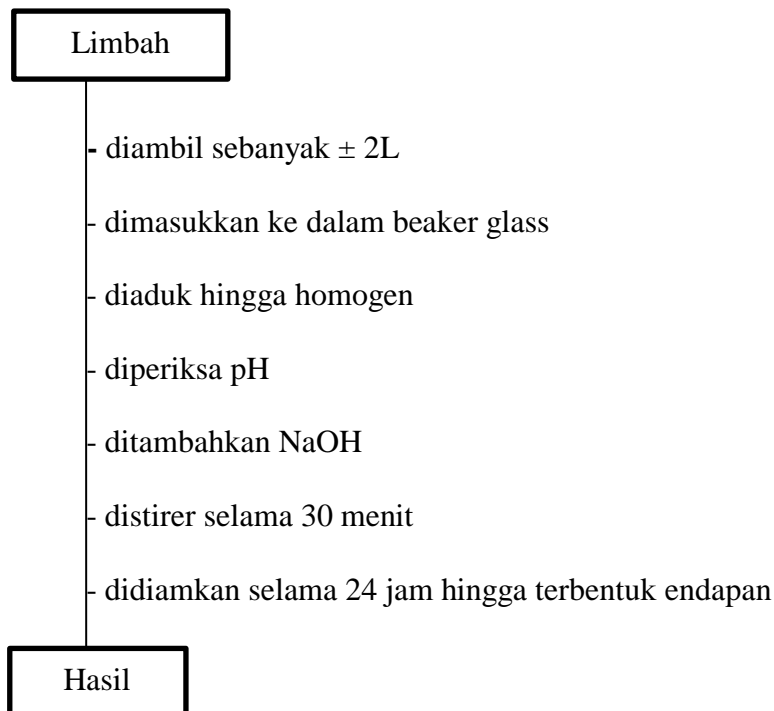 Limbah
- diambil sebanyak ± 2L
- dimasukkan ke dalam beaker glass
- diaduk hingga homogen
- diperiksa pH
- ditambahkan NaOH
- distirer selama 30 menit
- didiamkan selama 24 jam hingga terbentuk endapan
Hasil